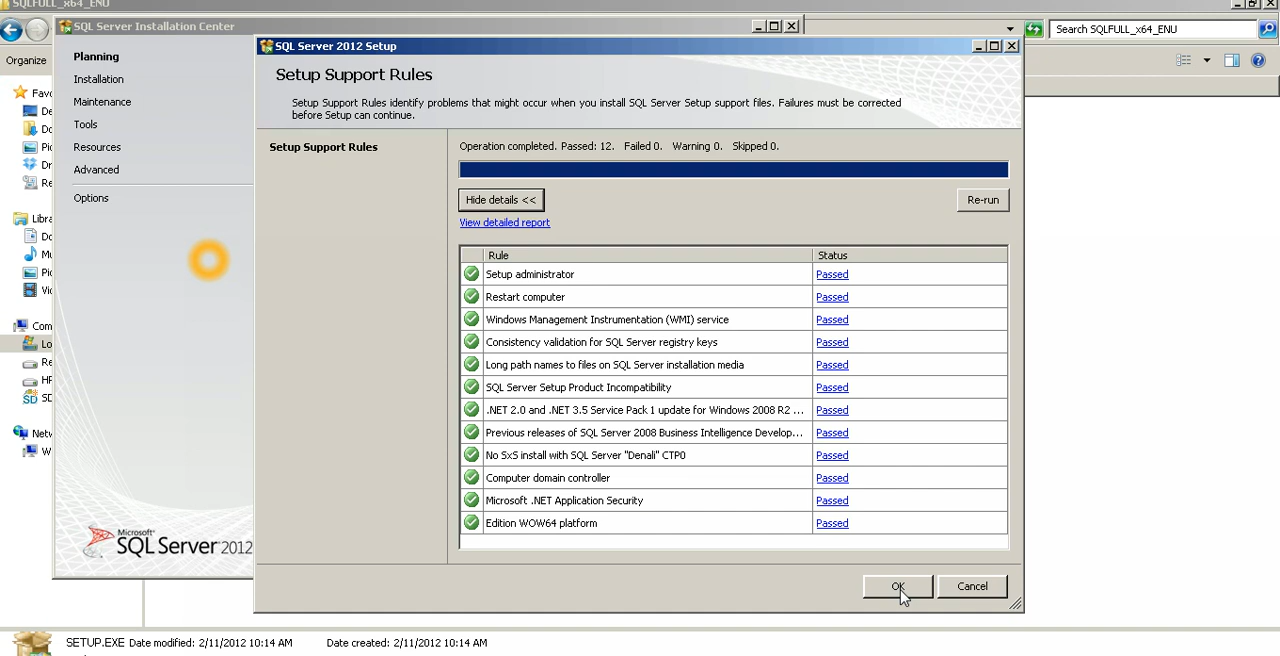 SQLFULL_x64_ENU
SQL Server Installation Center
Search SQLFULL_x64_ENU
SQL Server 2012 Setup
Organize
Planning
Installation
Maintenance
Tools
Resources
Advanced
Options
Setup Support Rules
Setup Support Rules identify problems that might occur when you install SQL Server Setup support files. Failures must be corrected
before Setup can continue.
Setup Support Rules
Operation completed. Passed: 12. Failed 0. Warning 0. Skipped 0.
Hide details <<
Re-run
View detailed report
Rule Status
Setup administrator Passed
Restart computer Passed
Windows Management Instrumentation (WMI) service Passed
Consistency validation for SQL Server registry keys Passed
Long path names to files on SQL Server installation media Passed
SQL Server Setup Product Incompatibility Passed
.NET 2.0 and .NET 3.5 Service Pack 1 update for Windows 2008 R2 ... Passed
Previous releases of SQL Server 2008 Business Intelligence Develop... Passed
No SxS install with SQL Server "Denali" CTP0 Passed
Computer domain controller Passed
Microsoft .NET Application Security Passed
Edition WOW64 platform Passed
Microsoft®
SQL Server 2012
OK
Cancel
SETUP.EXE Date modified: 2/11/2012 10:14 AM Date created: 2/11/2012 10:14 AM